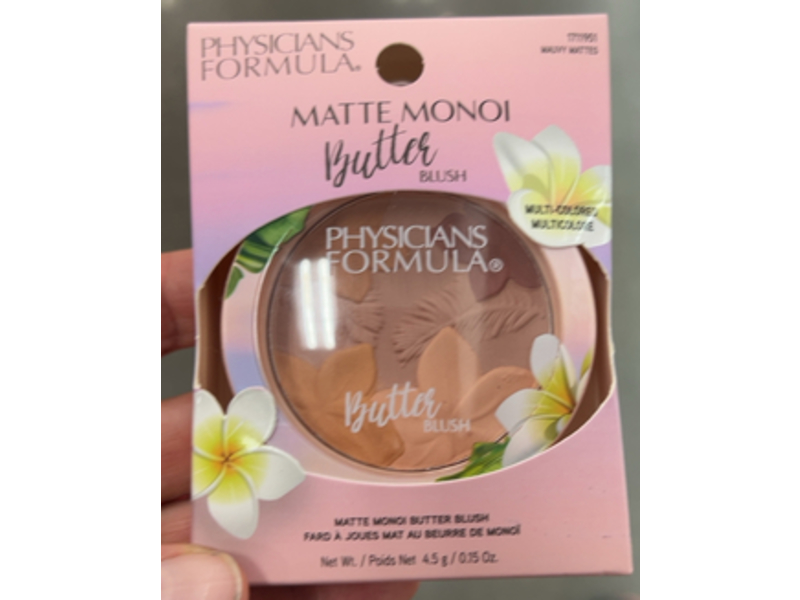 PHYSICIANS
FORMULA®
1711951
MAUVY MATTES
MATTE MONOI
Butter
BLUSH
MULTI-COLORED
MULTICOLORE
PHYSICIANS
FORMULA®
Butter
BLUSH
MATTE MONOI BUTTER BLUSH
FARD À JOUES MAT AU BEURRE DE MONOÏ
Net Wt. / Poids Net 4.5 g / 0.15 Oz.